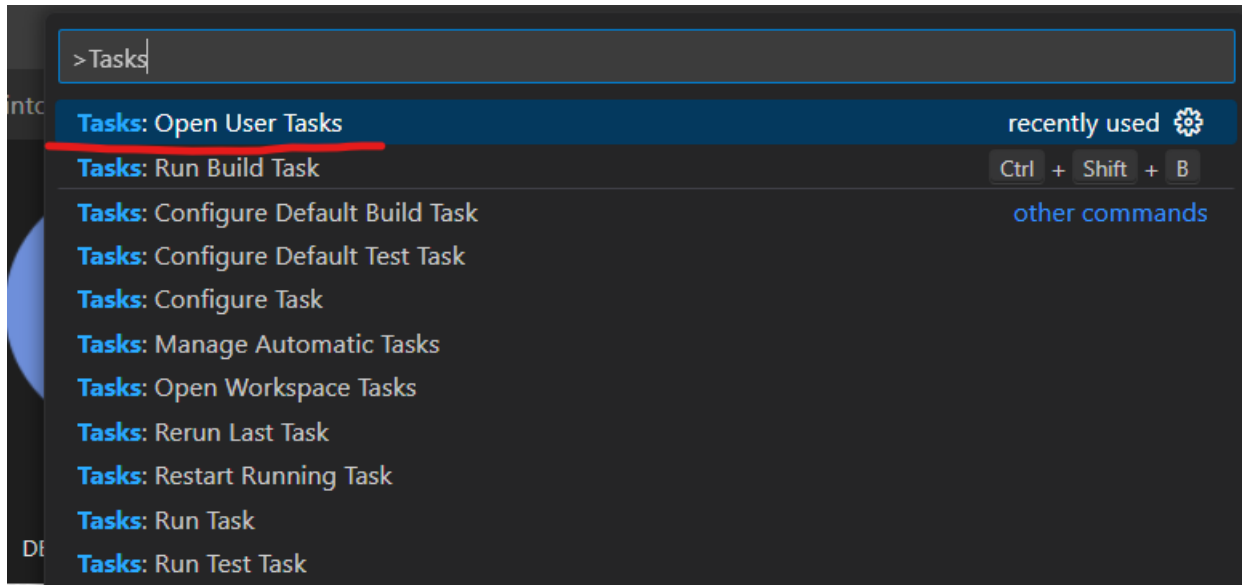 >Tasks
into
Tasks: Open User Tasks recently used
Tasks: Run Build Task Ctrl + Shift + B
Tasks: Configure Default Build Task other commands
Tasks: Configure Default Test Task
Tasks: Configure Task
Tasks: Manage Automatic Tasks
Tasks: Open Workspace Tasks
Tasks: Rerun Last Task
Tasks: Restart Running Task
Tasks: Run Task
Tasks: Run Test Task